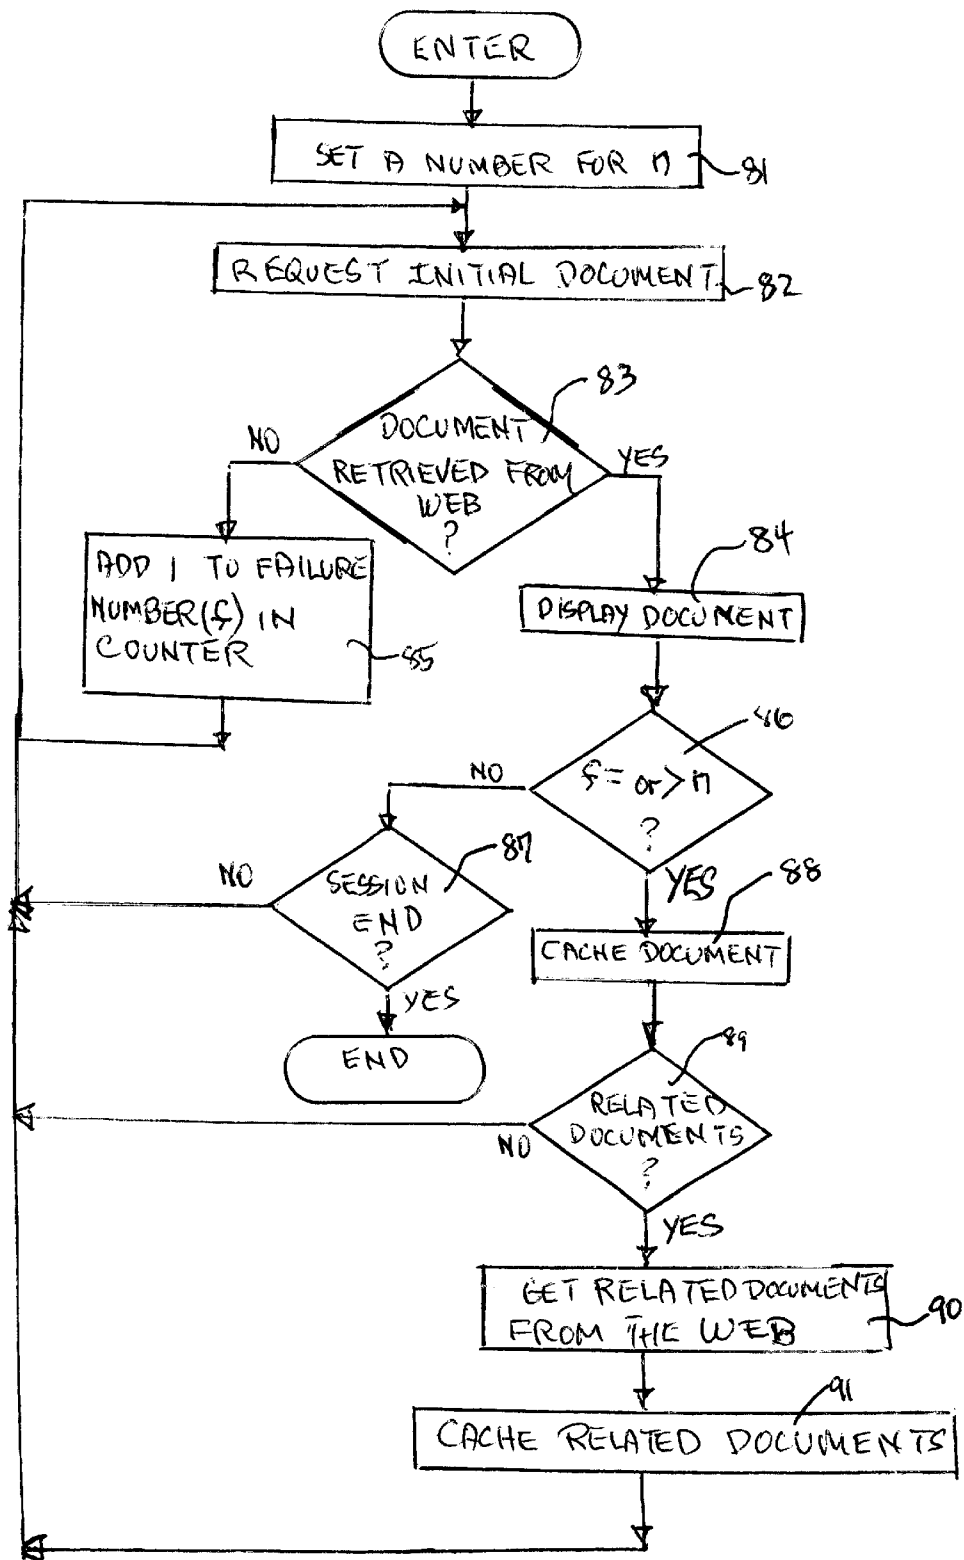 ENTER
SET A NUMBER FOR n
81
REQUEST INITIAL DOCUMENT
82
83
DOCUMENT
RETRIEVED FROM
WEB
?
NO
YES
ADD 1 TO FAILURE
NUMBER(f) IN
COUNTER
85
84
DISPLAY DOCUMENT
86
f = or > n
?
NO
YES
87
SESSION
END
?
NO
YES
END
88
CACHE DOCUMENT
89
RELATED
DOCUMENTS
?
NO
YES
GET RELATED DOCUMENTS
FROM THE WEB
90
91
CACHE RELATED DOCUMENTS